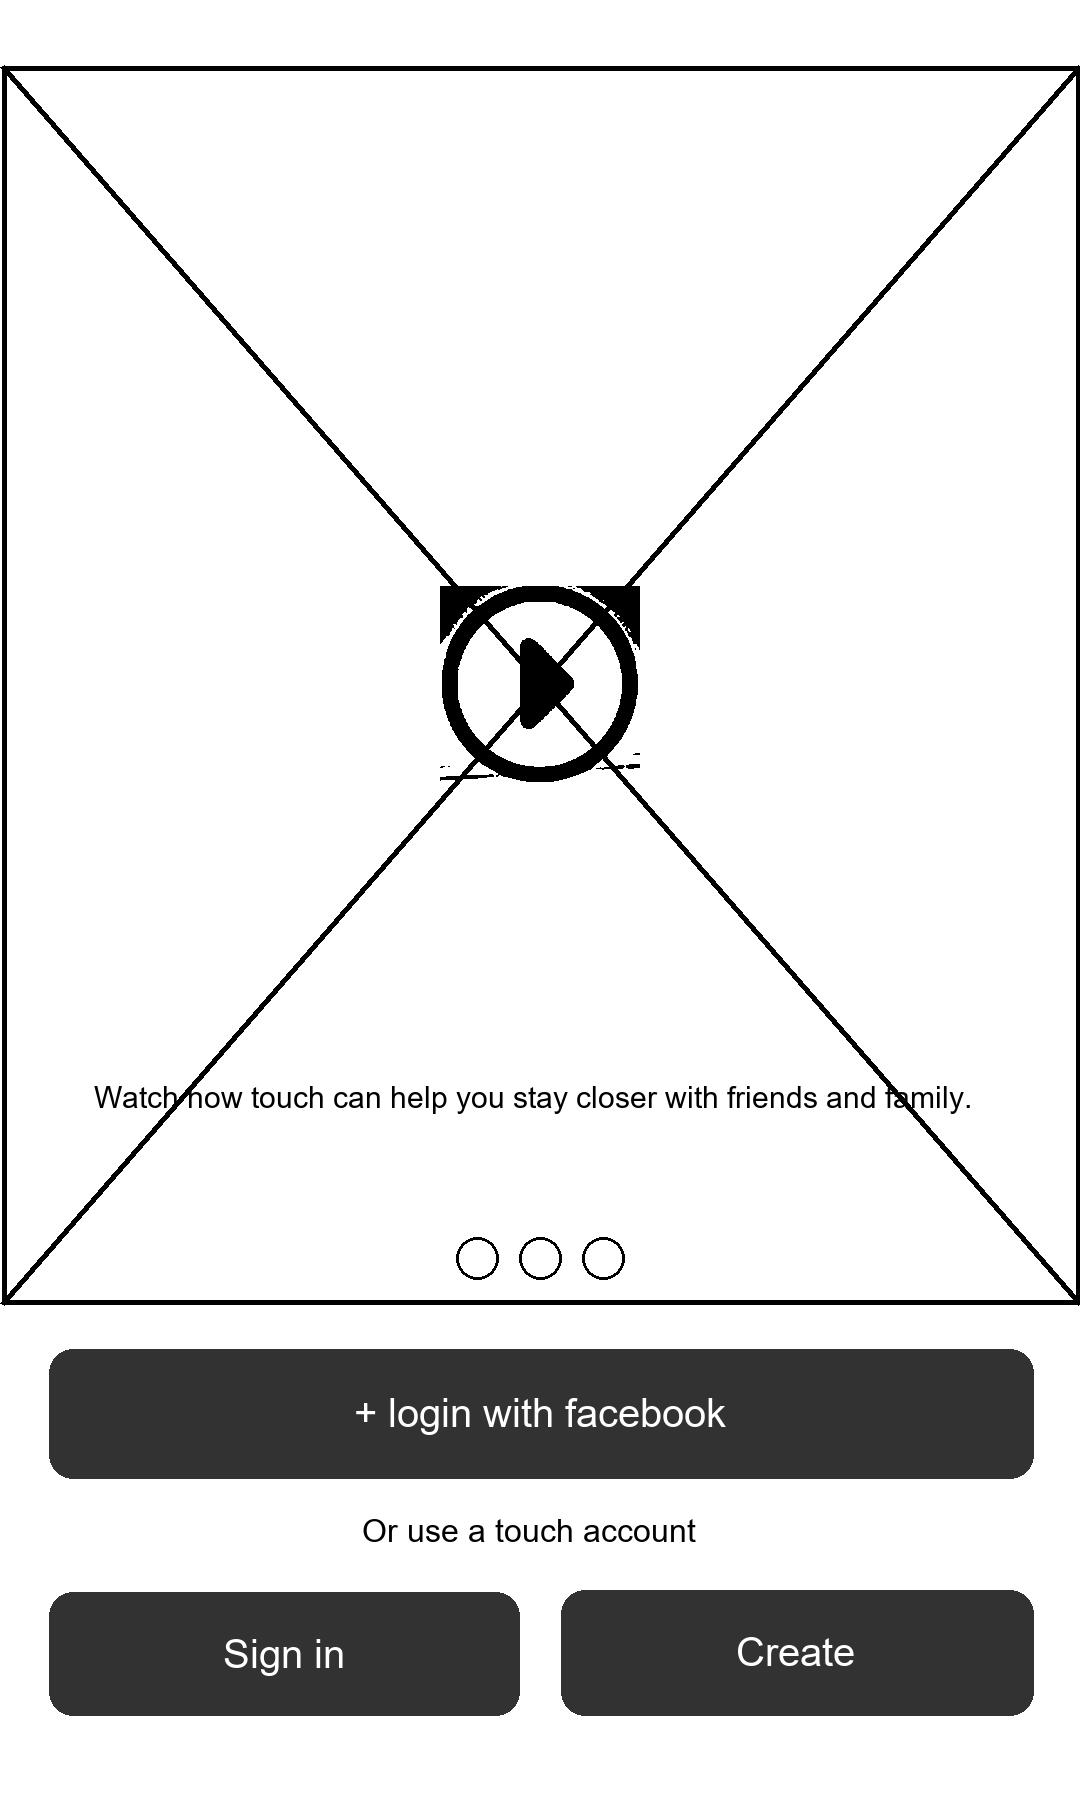 Watch how touch can help you stay closer with friends and family.
+ login with facebook
Or use a touch account
Sign in
Create